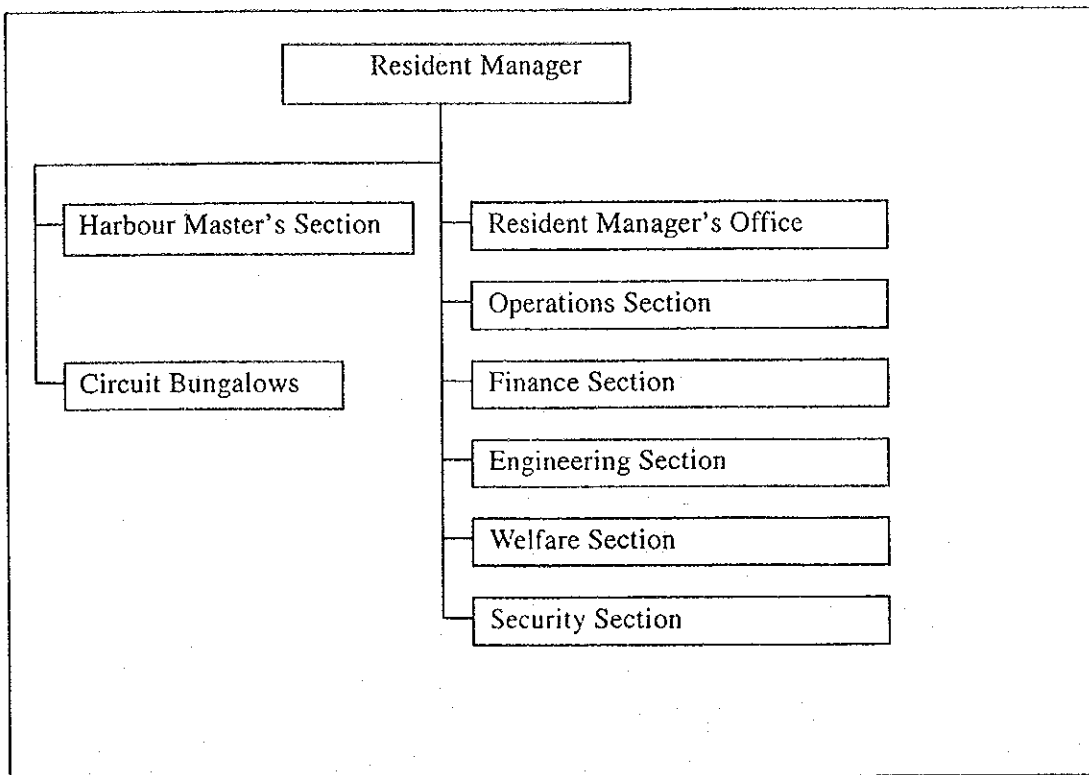 Resident Manager
Harbour Master's Section
Circuit Bungalows
Resident Manager's Office
Operations Section
Finance Section
Engineering Section
Welfare Section
Security Section